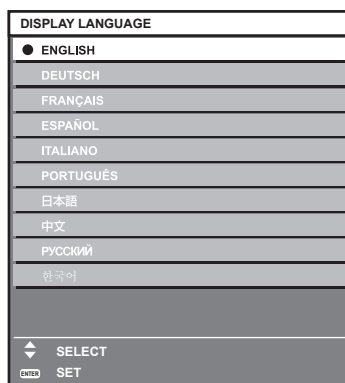 DISPLAY LANGUAGE
ENGLISH
DEUTSCH
FRANÇAIS
ESPAÑOL
ITALIANO
PORTUGUÊS
日本語
中文
РУССКИЙ
한국어
SELECT
ENTER SET